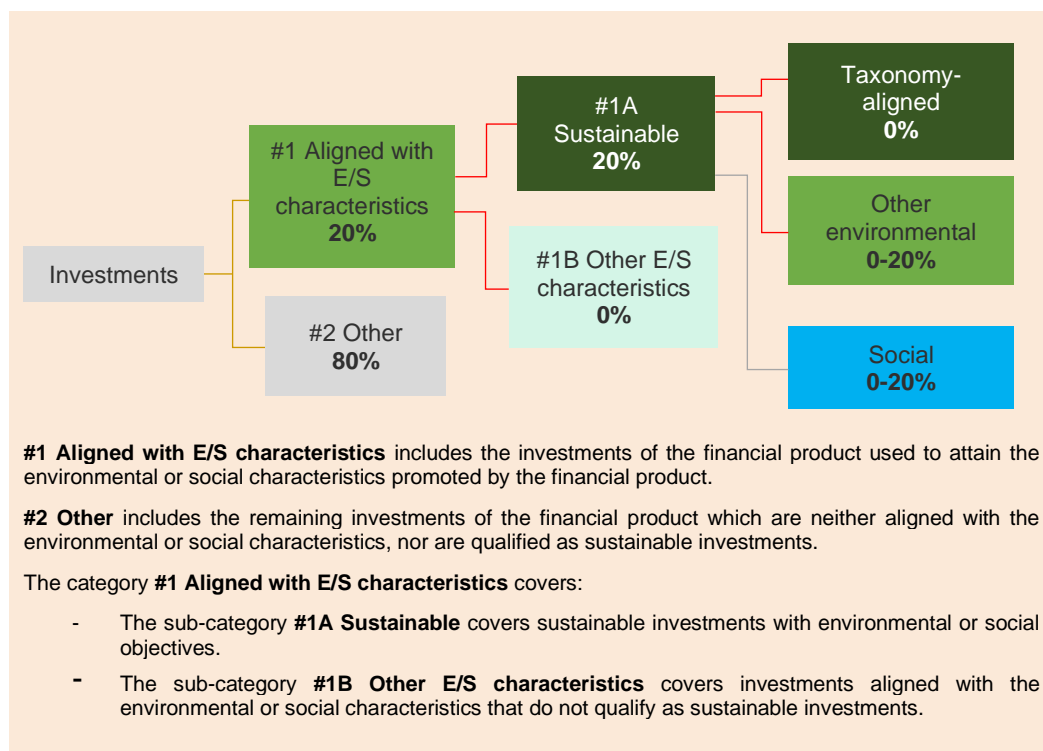 Investments
#1 Aligned with
E/S
characteristics
20%
#2 Other
80%
#1A
Sustainable
20%
#1B Other E/S
characteristics
0%
Taxonomy-
aligned
0%
Other
environmental
0-20%
Social
0-20%
#1 Aligned with E/S characteristics includes the investments of the financial product used to attain the
environmental or social characteristics promoted by the financial product.
#2 Other includes the remaining investments of the financial product which are neither aligned with the
environmental or social characteristics, nor are qualified as sustainable investments.
The category #1 Aligned with E/S characteristics covers:
- The sub-category #1A Sustainable covers sustainable investments with environmental or social
objectives.
- The sub-category #1B Other E/S characteristics covers investments aligned with the
environmental or social characteristics that do not qualify as sustainable investments.